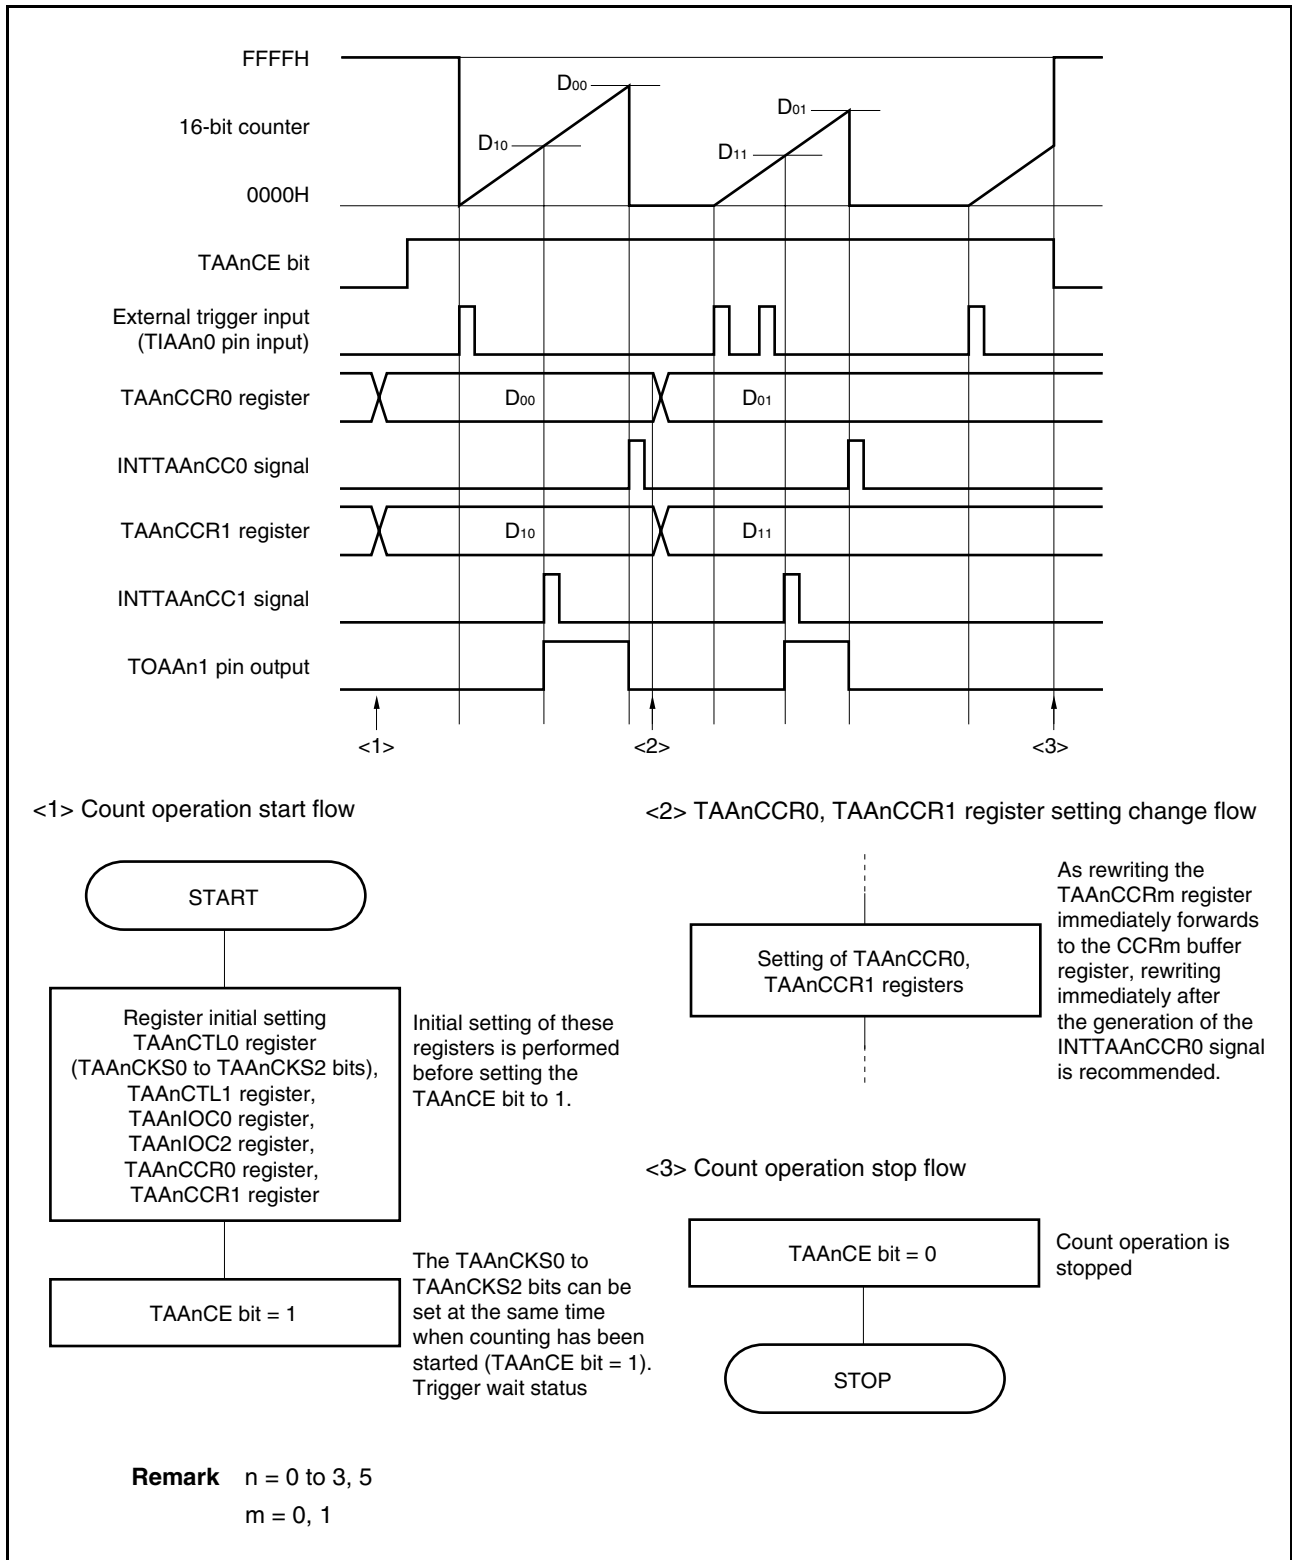 FFFFH
D00
D01
16-bit counter
D10
D11
0000H
TAAnCE bit
External trigger input
(TIAAn0 pin input)
TAAnCCR0 register
D00
D01
INTTAAnCC0 signal
TAAnCCR1 register
D10
D11
INTTAAnCC1 signal
TOAAn1 pin output
<1>
<2>
<3>
<1> Count operation start flow
START
Register initial setting
TAAnCTL0 register
(TAAnCKS0 to TAAnCKS2 bits),
TAAnCTL1 register,
TAAnIOC0 register,
TAAnIOC2 register,
TAAnCCR0 register,
TAAnCCR1 register
Initial setting of these
registers is performed
before setting the
TAAnCE bit to 1.
TAAnCE bit = 1
The TAAnCKS0 to
TAAnCKS2 bits can be
set at the same time
when counting has been
started (TAAnCE bit = 1).
Trigger wait status
<2> TAAnCCR0, TAAnCCR1 register setting change flow
Setting of TAAnCCR0,
TAAnCCR1 registers
As rewriting the
TAAnCCRm register
immediately forwards
to the CCRm buffer
register, rewriting
immediately after
the generation of the
INTTAAnCCR0 signal
is recommended.
<3> Count operation stop flow
TAAnCE bit = 0
Count operation is
stopped
STOP
Remark n = 0 to 3, 5
m = 0, 1